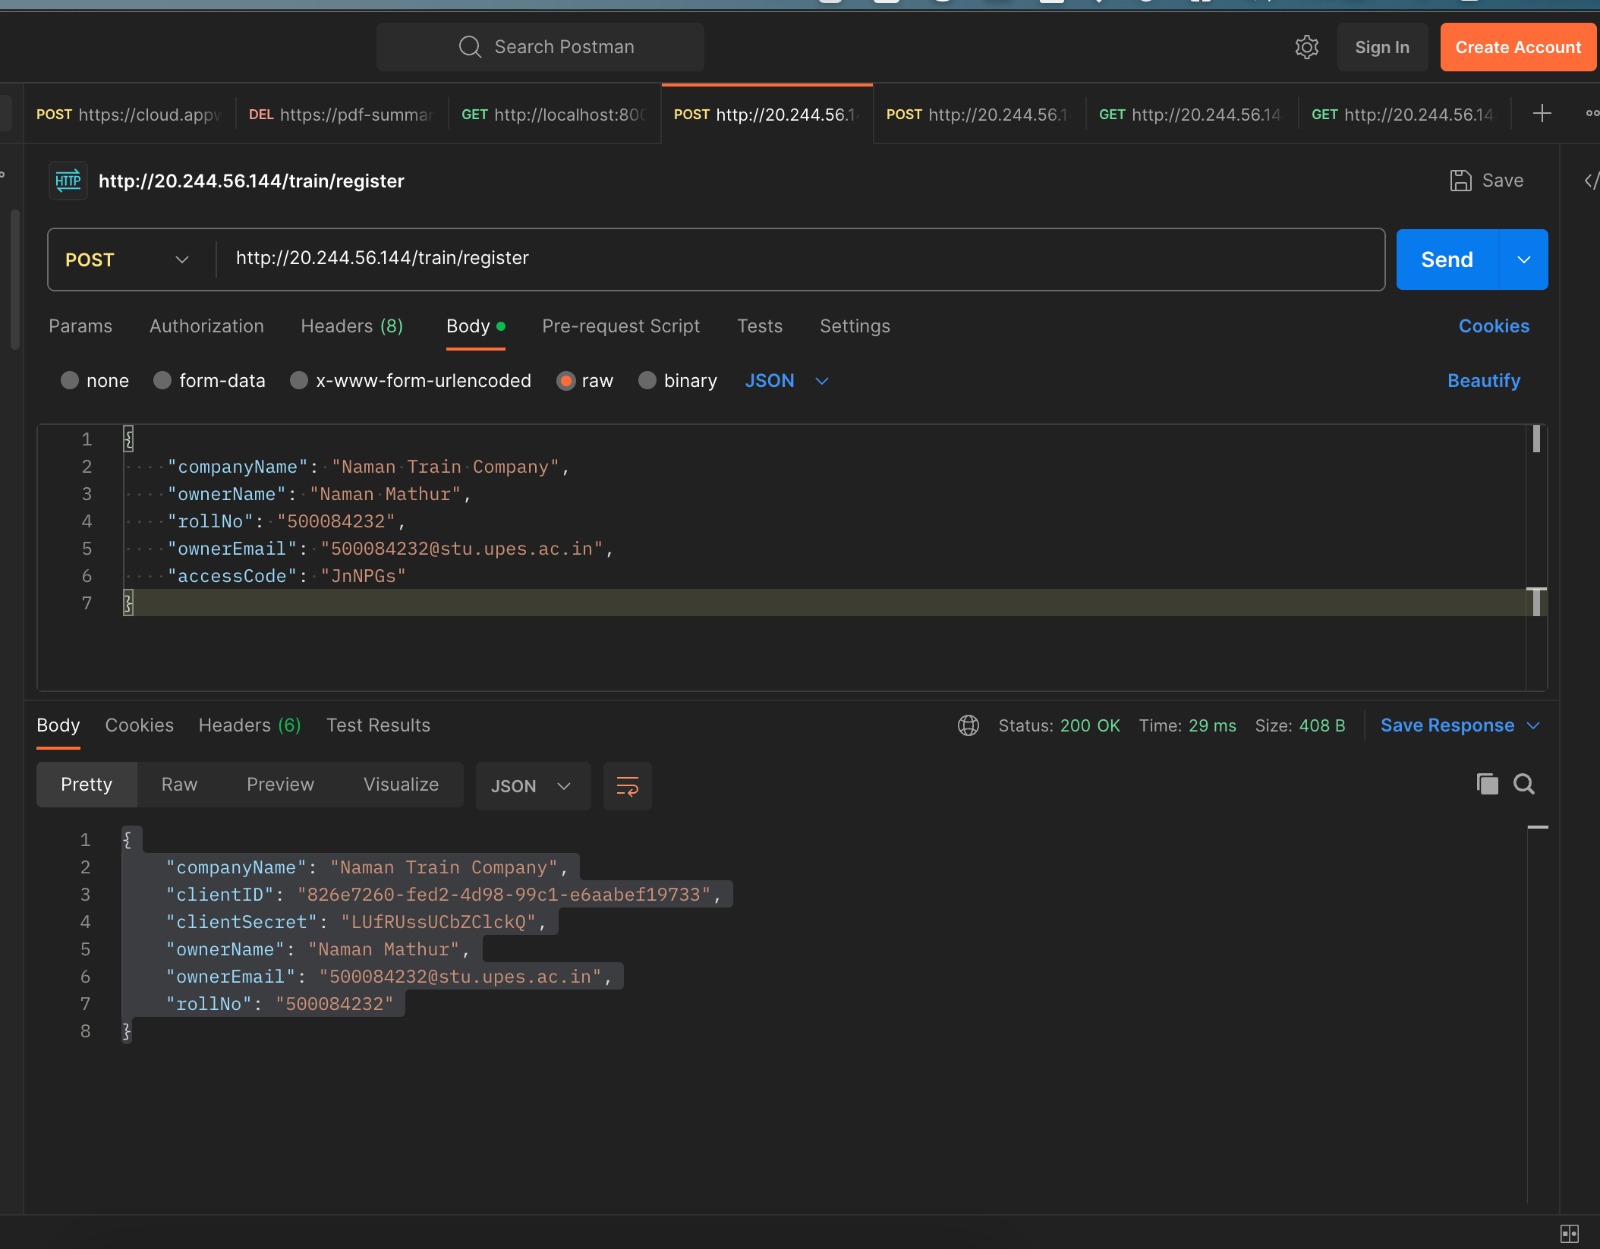 Search Postman
Sign In
Create Account
POST https://cloud.appw
DEL https://pdf-summar
GET http://localhost:800
POST http://20.244.56.1
POST http://20.244.56.1
GET http://20.244.56.14
GET http://20.244.56.14
HTTP http://20.244.56.144/train/register
Save
POST http://20.244.56.144/train/register
Send
Params Authorization Headers (8) Body Pre-request Script Tests Settings Cookies
none form-data x-www-form-urlencoded raw binary JSON Beautify
1 {
2 "companyName": "Naman Train Company",
3 "ownerName": "Naman Mathur",
4 "rollNo": "500084232",
5 "ownerEmail": "500084232@stu.upes.ac.in",
6 "accessCode": "JnNPGs"
7 }
Body Cookies Headers (6) Test Results Status: 200 OK Time: 29 ms Size: 408 B Save Response
Pretty Raw Preview Visualize JSON
1 {
2 "companyName": "Naman Train Company",
3 "clientID": "826e7260-fed2-4d98-99c1-e6aabef19733",
4 "clientSecret": "LUfRUssUCbZClckQ",
5 "ownerName": "Naman Mathur",
6 "ownerEmail": "500084232@stu.upes.ac.in",
7 "rollNo": "500084232"
8 }